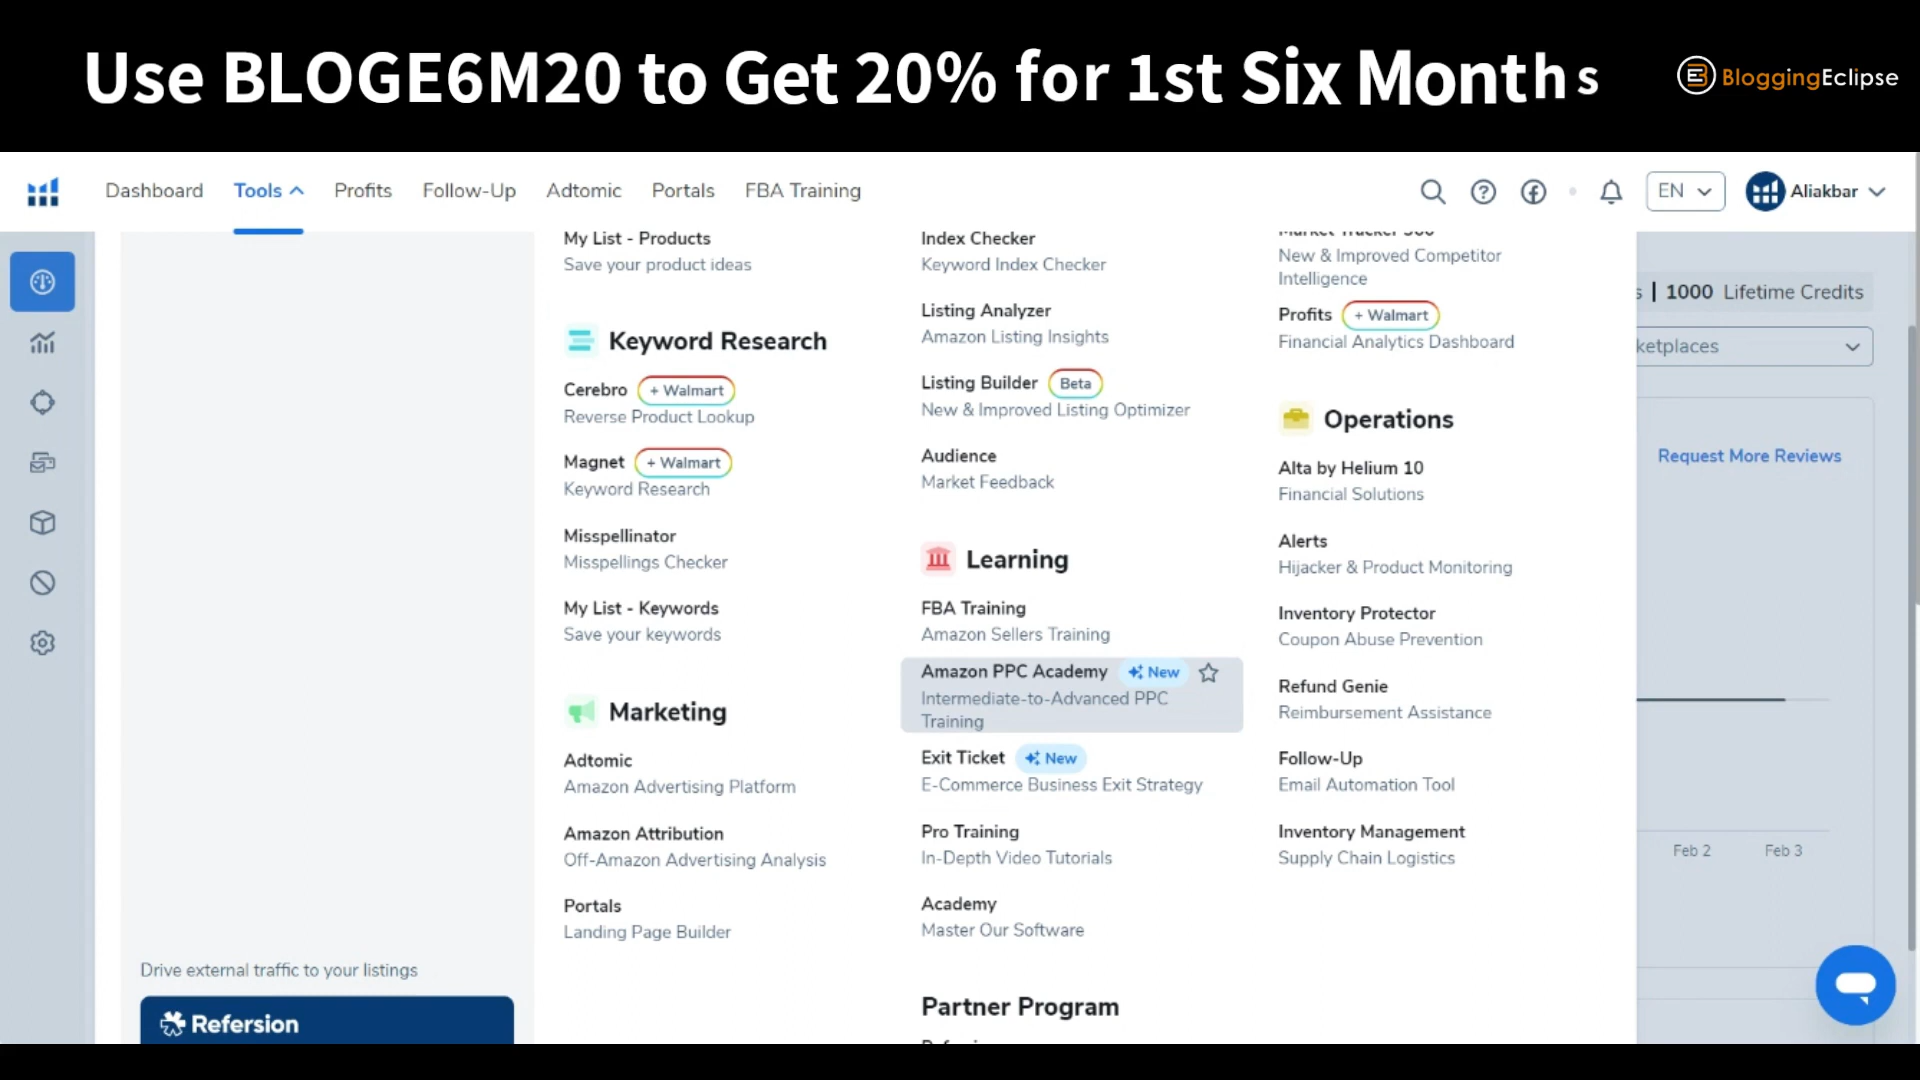 Use BLOGE6M20 to Get 20% for 1st Six Months
BloggingEclipse
Dashboard
Tools
Profits
Follow-Up
Adtomic
Portals
FBA Training
EN
Aliakbar
My List - Products
Save your product ideas
Keyword Research
Cerebro + Walmart
Reverse Product Lookup
Magnet + Walmart
Keyword Research
Misspellinator
Misspellings Checker
My List - Keywords
Save your keywords
Marketing
Adtomic
Amazon Advertising Platform
Amazon Attribution
Off-Amazon Advertising Analysis
Portals
Landing Page Builder
Index Checker
Keyword Index Checker
Listing Analyzer
Amazon Listing Insights
Listing Builder Beta
New & Improved Listing Optimizer
Audience
Market Feedback
Learning
FBA Training
Amazon Sellers Training
Amazon PPC Academy New
Intermediate-to-Advanced PPC
Training
Exit Ticket New
E-Commerce Business Exit Strategy
Pro Training
In-Depth Video Tutorials
Academy
Master Our Software
Partner Program
Market Tracker 360
New & Improved Competitor
Intelligence
Profits + Walmart
Financial Analytics Dashboard
Operations
Alta by Helium 10
Financial Solutions
Alerts
Hijacker & Product Monitoring
Inventory Protector
Coupon Abuse Prevention
Refund Genie
Reimbursement Assistance
Follow-Up
Email Automation Tool
Inventory Management
Supply Chain Logistics
s | 1000 Lifetime Credits
ketplaces
Request More Reviews
Feb 2
Feb 3
Drive external traffic to your listings
Refersion